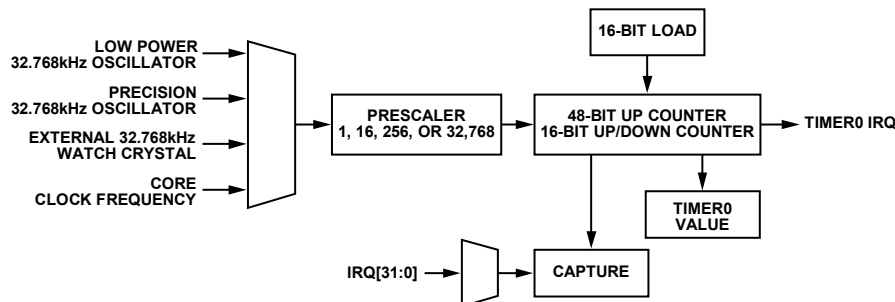 LOW POWER
32.768kHz OSCILLATOR
PRECISION
32.768kHz OSCILLATOR
EXTERNAL 32.768kHz
WATCH CRYSTAL
CORE
CLOCK FREQUENCY
PRESCALER
1, 16, 256, OR 32,768
16-BIT LOAD
48-BIT UP COUNTER
16-BIT UP/DOWN COUNTER
TIMER0 IRQ
TIMER0
VALUE
IRQ[31:0]
CAPTURE